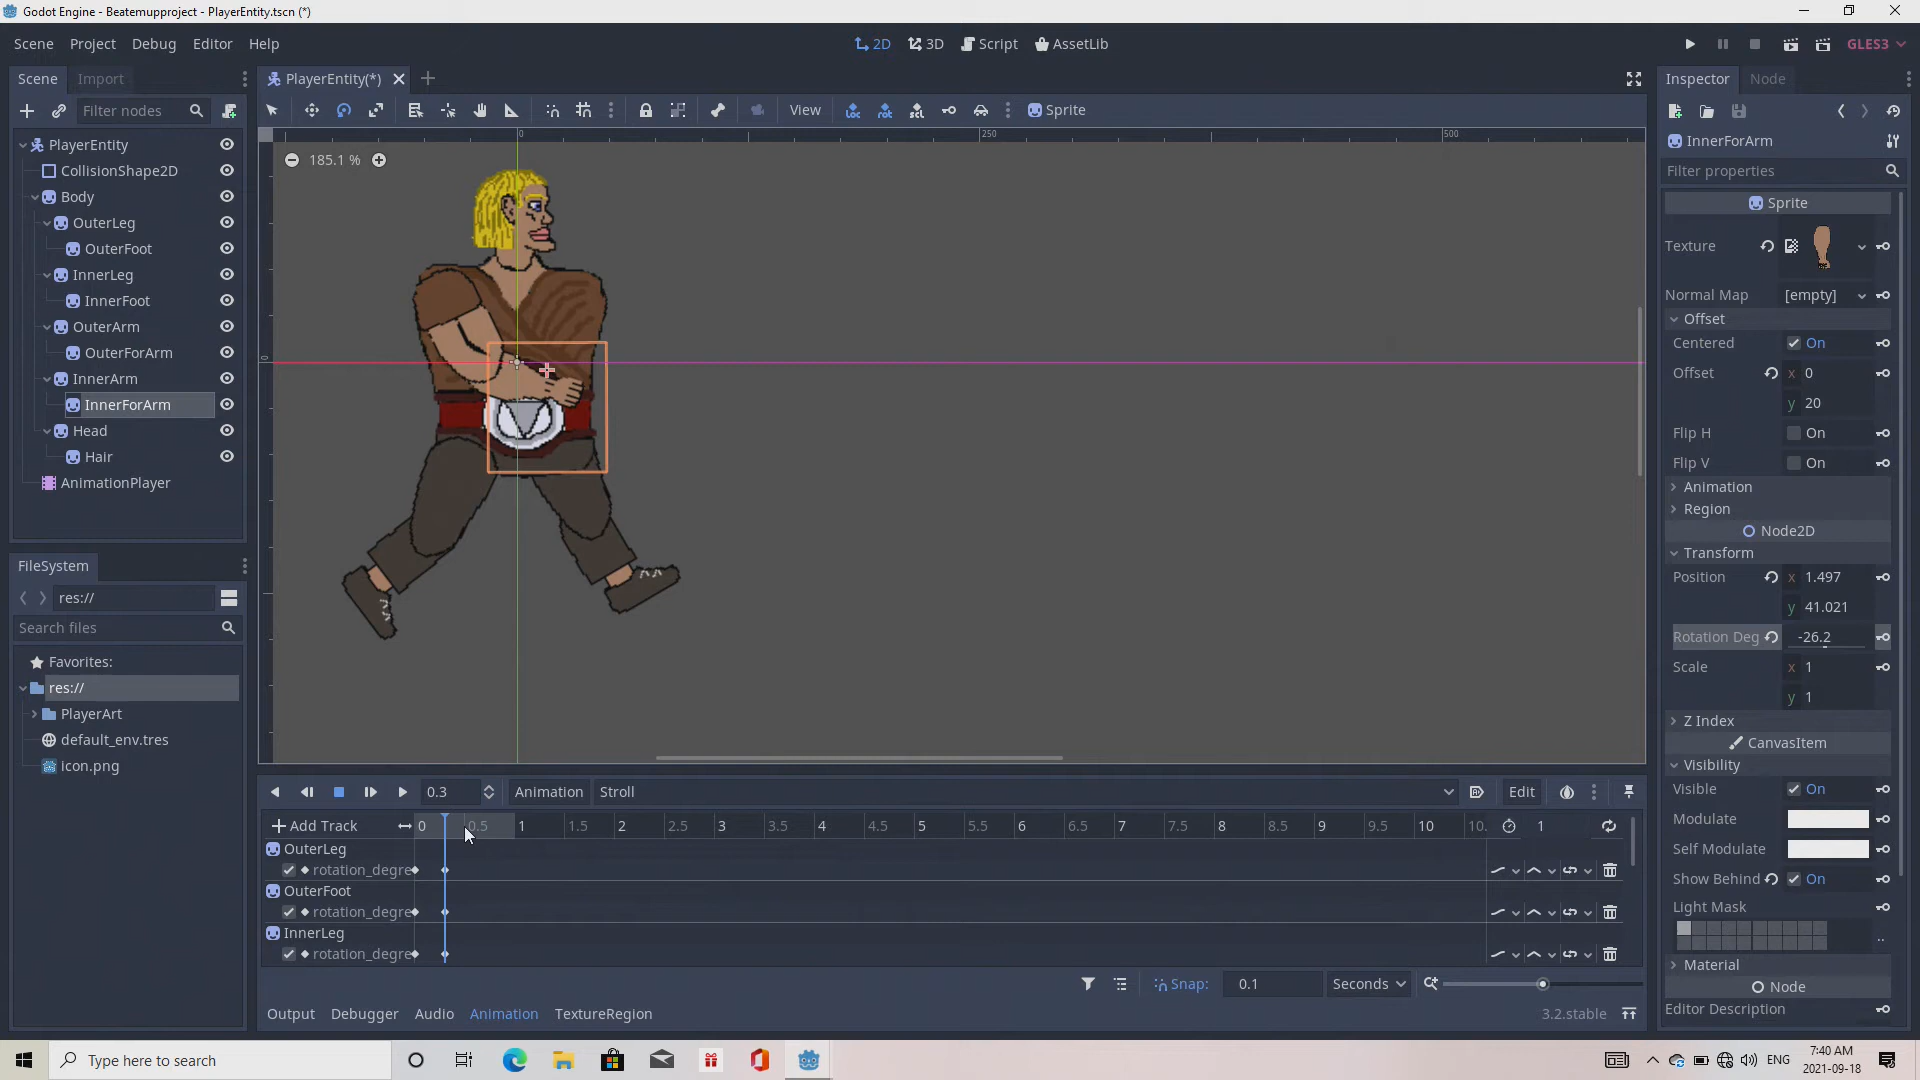 Godot Engine - Beatemupproject - PlayerEntity.tscn (*)
Scene Project Debug Editor Help
2D 3D Script AssetLib
GLES3
Scene Import
Filter nodes
PlayerEntity
CollisionShape2D
Body
OuterLeg
OuterFoot
InnerLeg
InnerFoot
OuterArm
OuterForArm
InnerArm
InnerForArm
Head
Hair
AnimationPlayer
FileSystem
res://
Search files
Favorites:
res://
PlayerArt
default_env.tres
icon.png
PlayerEntity(*)
View
Sprite
0 250 500
0
185.1 %
0.3 Animation Stroll Edit
Add Track 0 0.5 1 1.5 2 2.5 3 3.5 4 4.5 5 5.5 6 6.5 7 7.5 8 8.5 9 9.5 10 10. 1
OuterLeg
rotation_degre
OuterFoot
rotation_degre
InnerLeg
rotation_degre
Snap: 0.1 Seconds
Output Debugger Audio Animation TextureRegion 3.2.stable
Inspector Node
InnerForArm
Filter properties
Sprite
Texture
Normal Map [empty]
Offset
Centered On
Offset x 0
y 20
Flip H On
Flip V On
Animation
Region
Node2D
Transform
Position x 1.497
y 41.021
Rotation Deg -26.2
Scale x 1
y 1
Z Index
CanvasItem
Visibility
Visible On
Modulate
Self Modulate
Show Behind On
Light Mask
..
Material
Node
Editor Description
Type here to search
ENG
7:40 AM
2021-09-18